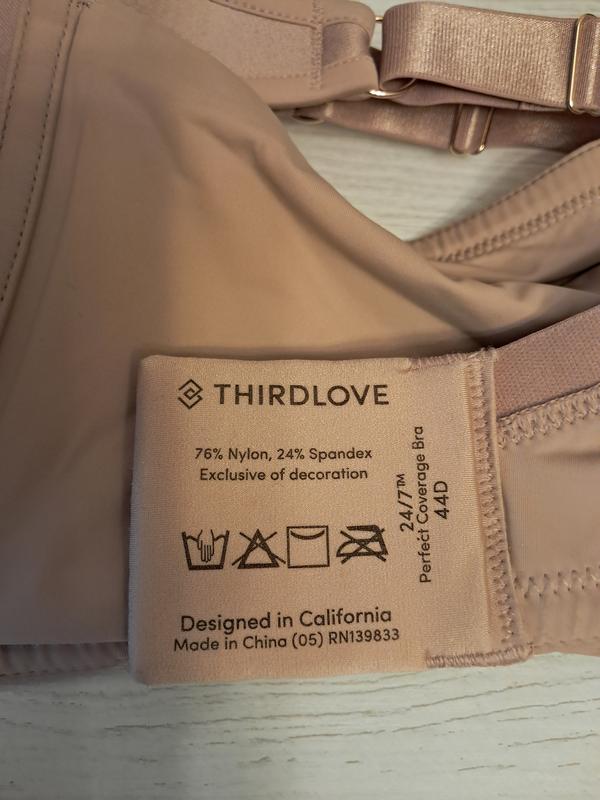 THIRDLOVE
76% Nylon, 24% Spandex
Exclusive of decoration
24/7™
Perfect Coverage Bra
44D
Designed in California
Made in China (05) RN139833